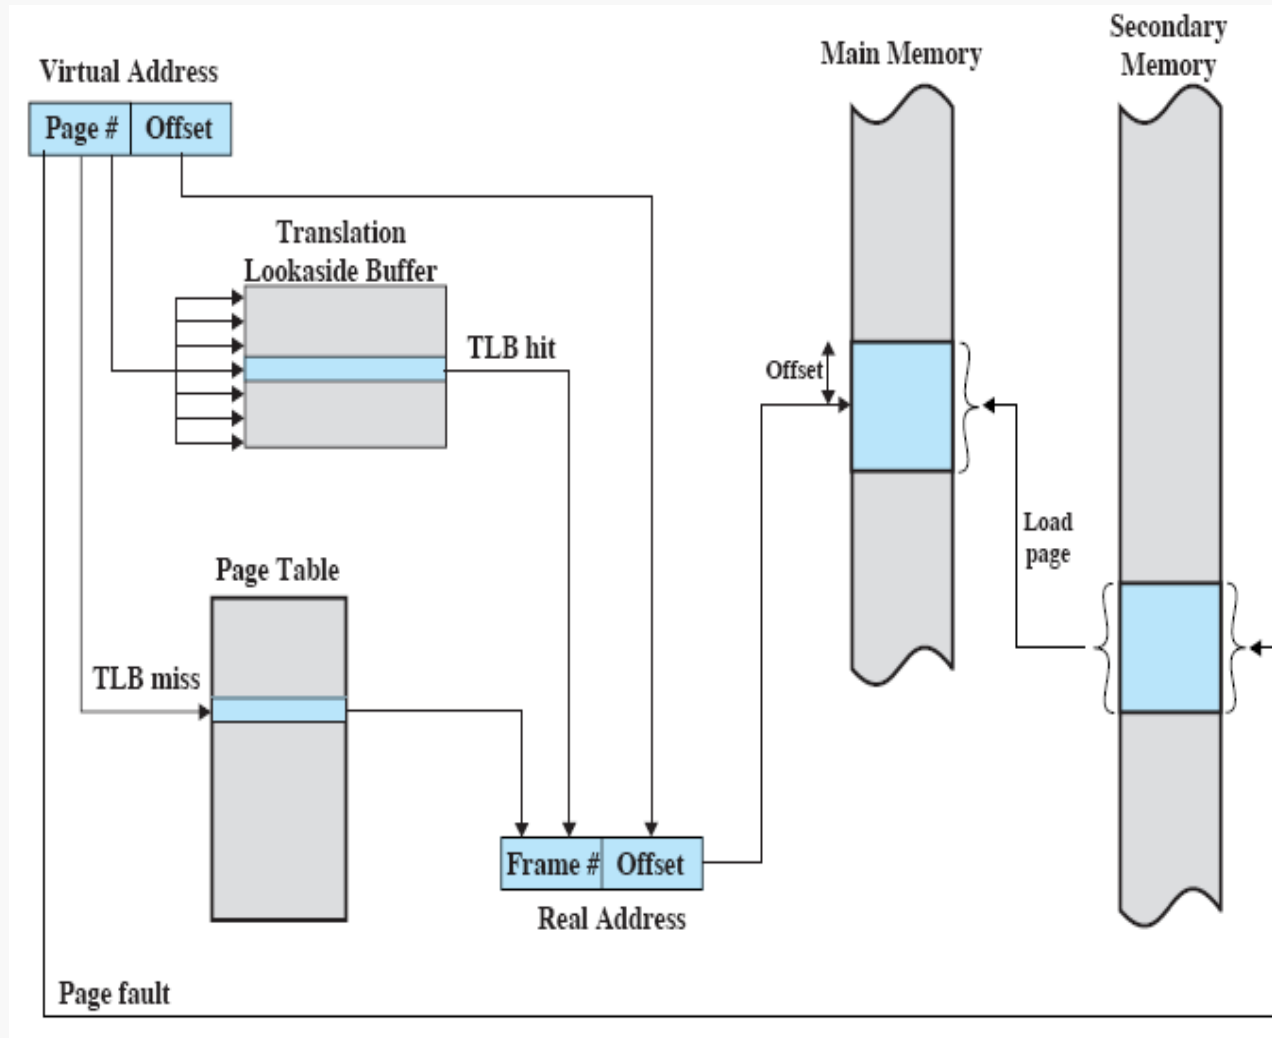 Virtual Address
Page #
Offset
Translation
Lookaside Buffer
TLB hit
Page Table
TLB miss
Frame #
Offset
Real Address
Page fault
Main Memory
Offset
Load
page
Secondary
Memory